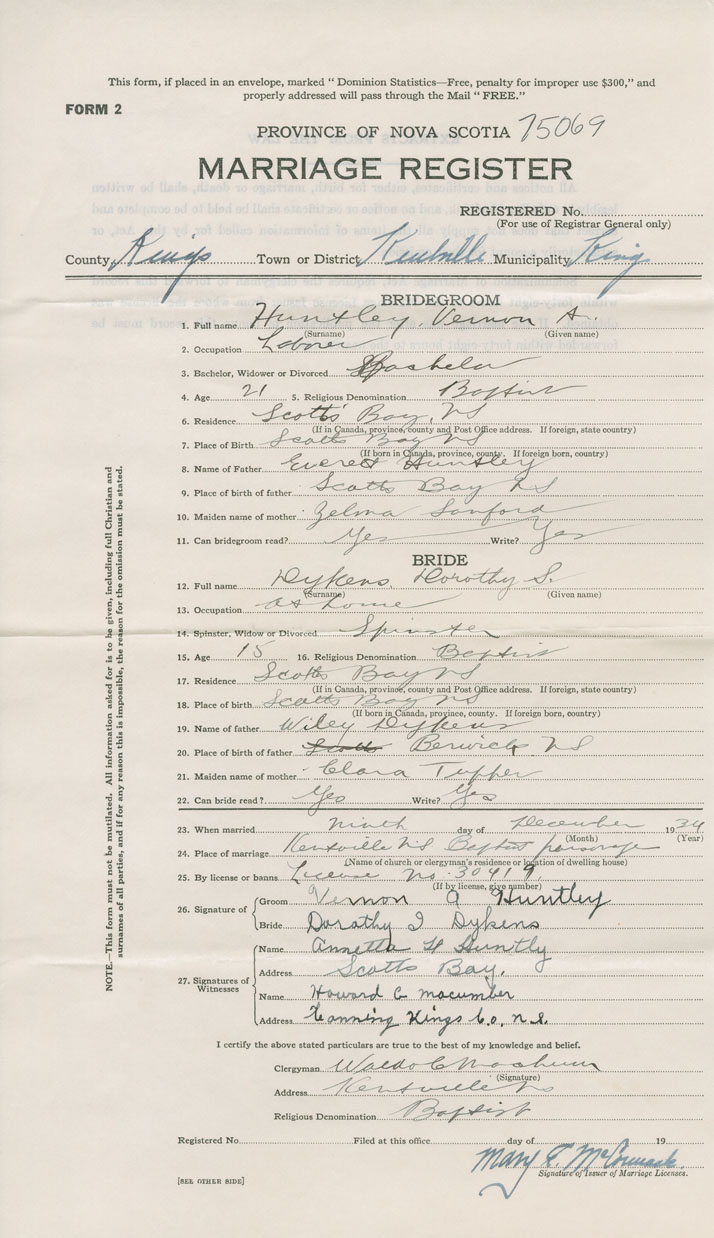 This form, if placed in an envelope, marked “ Dominion Statistics—Free, penalty for improper use $300,” and
properly addressed will pass through the Mail “ FREE.”
FORM 2
PROVINCE OF NOVA SCOTIA 75069
MARRIAGE REGISTER
REGISTERED No.
(For use of Registrar General only)
County Kings Town or District Kentville Municipality Kings
BRIDEGROOM
1. Full name Huntley, Vernon A.
(Surname) (Given name)
2. Occupation Laborer
3. Bachelor, Widower or Divorced Bachelor
4. Age 21 5. Religious Denomination Baptist
6. Residence Scotts Bay, NS
(If in Canada, province, county and Post Office address. If foreign, state country)
7. Place of Birth Scotts Bay NS
(If born in Canada, province, county. If foreign born, country)
8. Name of Father Everett Huntley
9. Place of birth of father Scotts Bay NS
10. Maiden name of mother Zelma Sanford
11. Can bridegroom read? Yes Write? Yes
BRIDE
12. Full name Dykens, Dorothy I.
(Surname) (Given name)
13. Occupation at home
14. Spinster, Widow or Divorced Spinster
15. Age 15 16. Religious Denomination Baptist
17. Residence Scotts Bay NS
(If in Canada, province, county and Post Office address. If foreign, state country)
18. Place of birth Scotts Bay NS
(If born in Canada, province, county. If foreign born, country)
19. Name of father Wiley Dykens
20. Place of birth of father Scotts Berwick NS
21. Maiden name of mother Clara Tupper
22. Can bride read? Yes Write? Yes
23. When married ninth day of December 1934
(Month) (Year)
24. Place of marriage Kentville NS Baptist parsonage
(Name of church or clergyman's residence or location of dwelling house)
25. By license or banns License no. 30419
(If by license, give number)
26. Signature of Groom Vernon A Huntley
Bride Dorothy I Dykens
27. Signatures of Witnesses Name Annetta H Huntly
Address Scotts Bay.
Name Howard C macumber
Address Canning Kings Co. n.s.
I certify the above stated particulars are true to the best of my knowledge and belief.
Clergyman Waldo C Machum
(Signature)
Address Kentville NS
Religious Denomination Baptist
Registered No. Filed at this office day of 19
Mary F. McCormack
Signature of Issuer of Marriage Licenses.
[SEE OTHER SIDE]
NOTE.—This form must not be mutilated. All information asked for is to be given, including full Christian and
surnames of all parties, and if for any reason this is impossible, the reason for the omission must be stated.